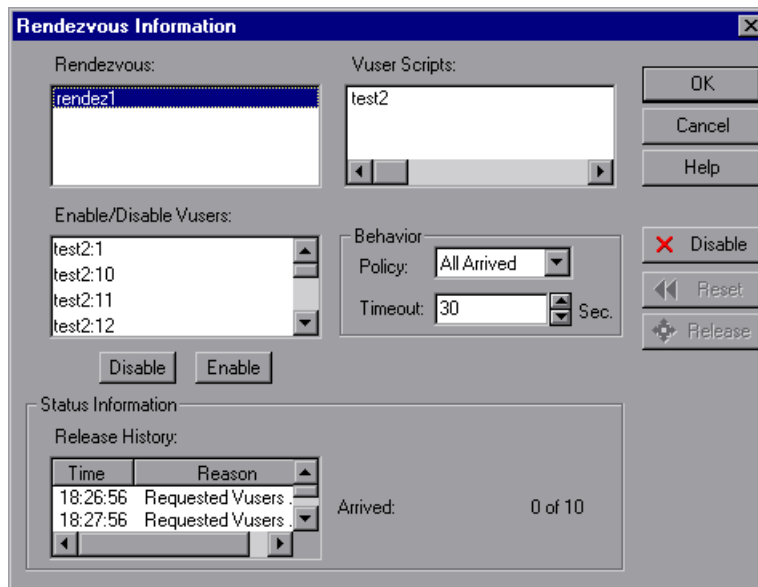 Rendezvous Information
Rendezvous:
rendez1
Vuser Scripts:
test2
OK
Cancel
Help
Enable/Disable Vusers:
test2:1
test2:10
test2:11
test2:12
Disable Enable
Behavior
Policy: All Arrived
Timeout: 30 Sec.
Disable
Reset
Release
Status Information
Release History:
Time Reason
18:26:56 Requested Vusers .
18:27:56 Requested Vusers .
Arrived: 0 of 10